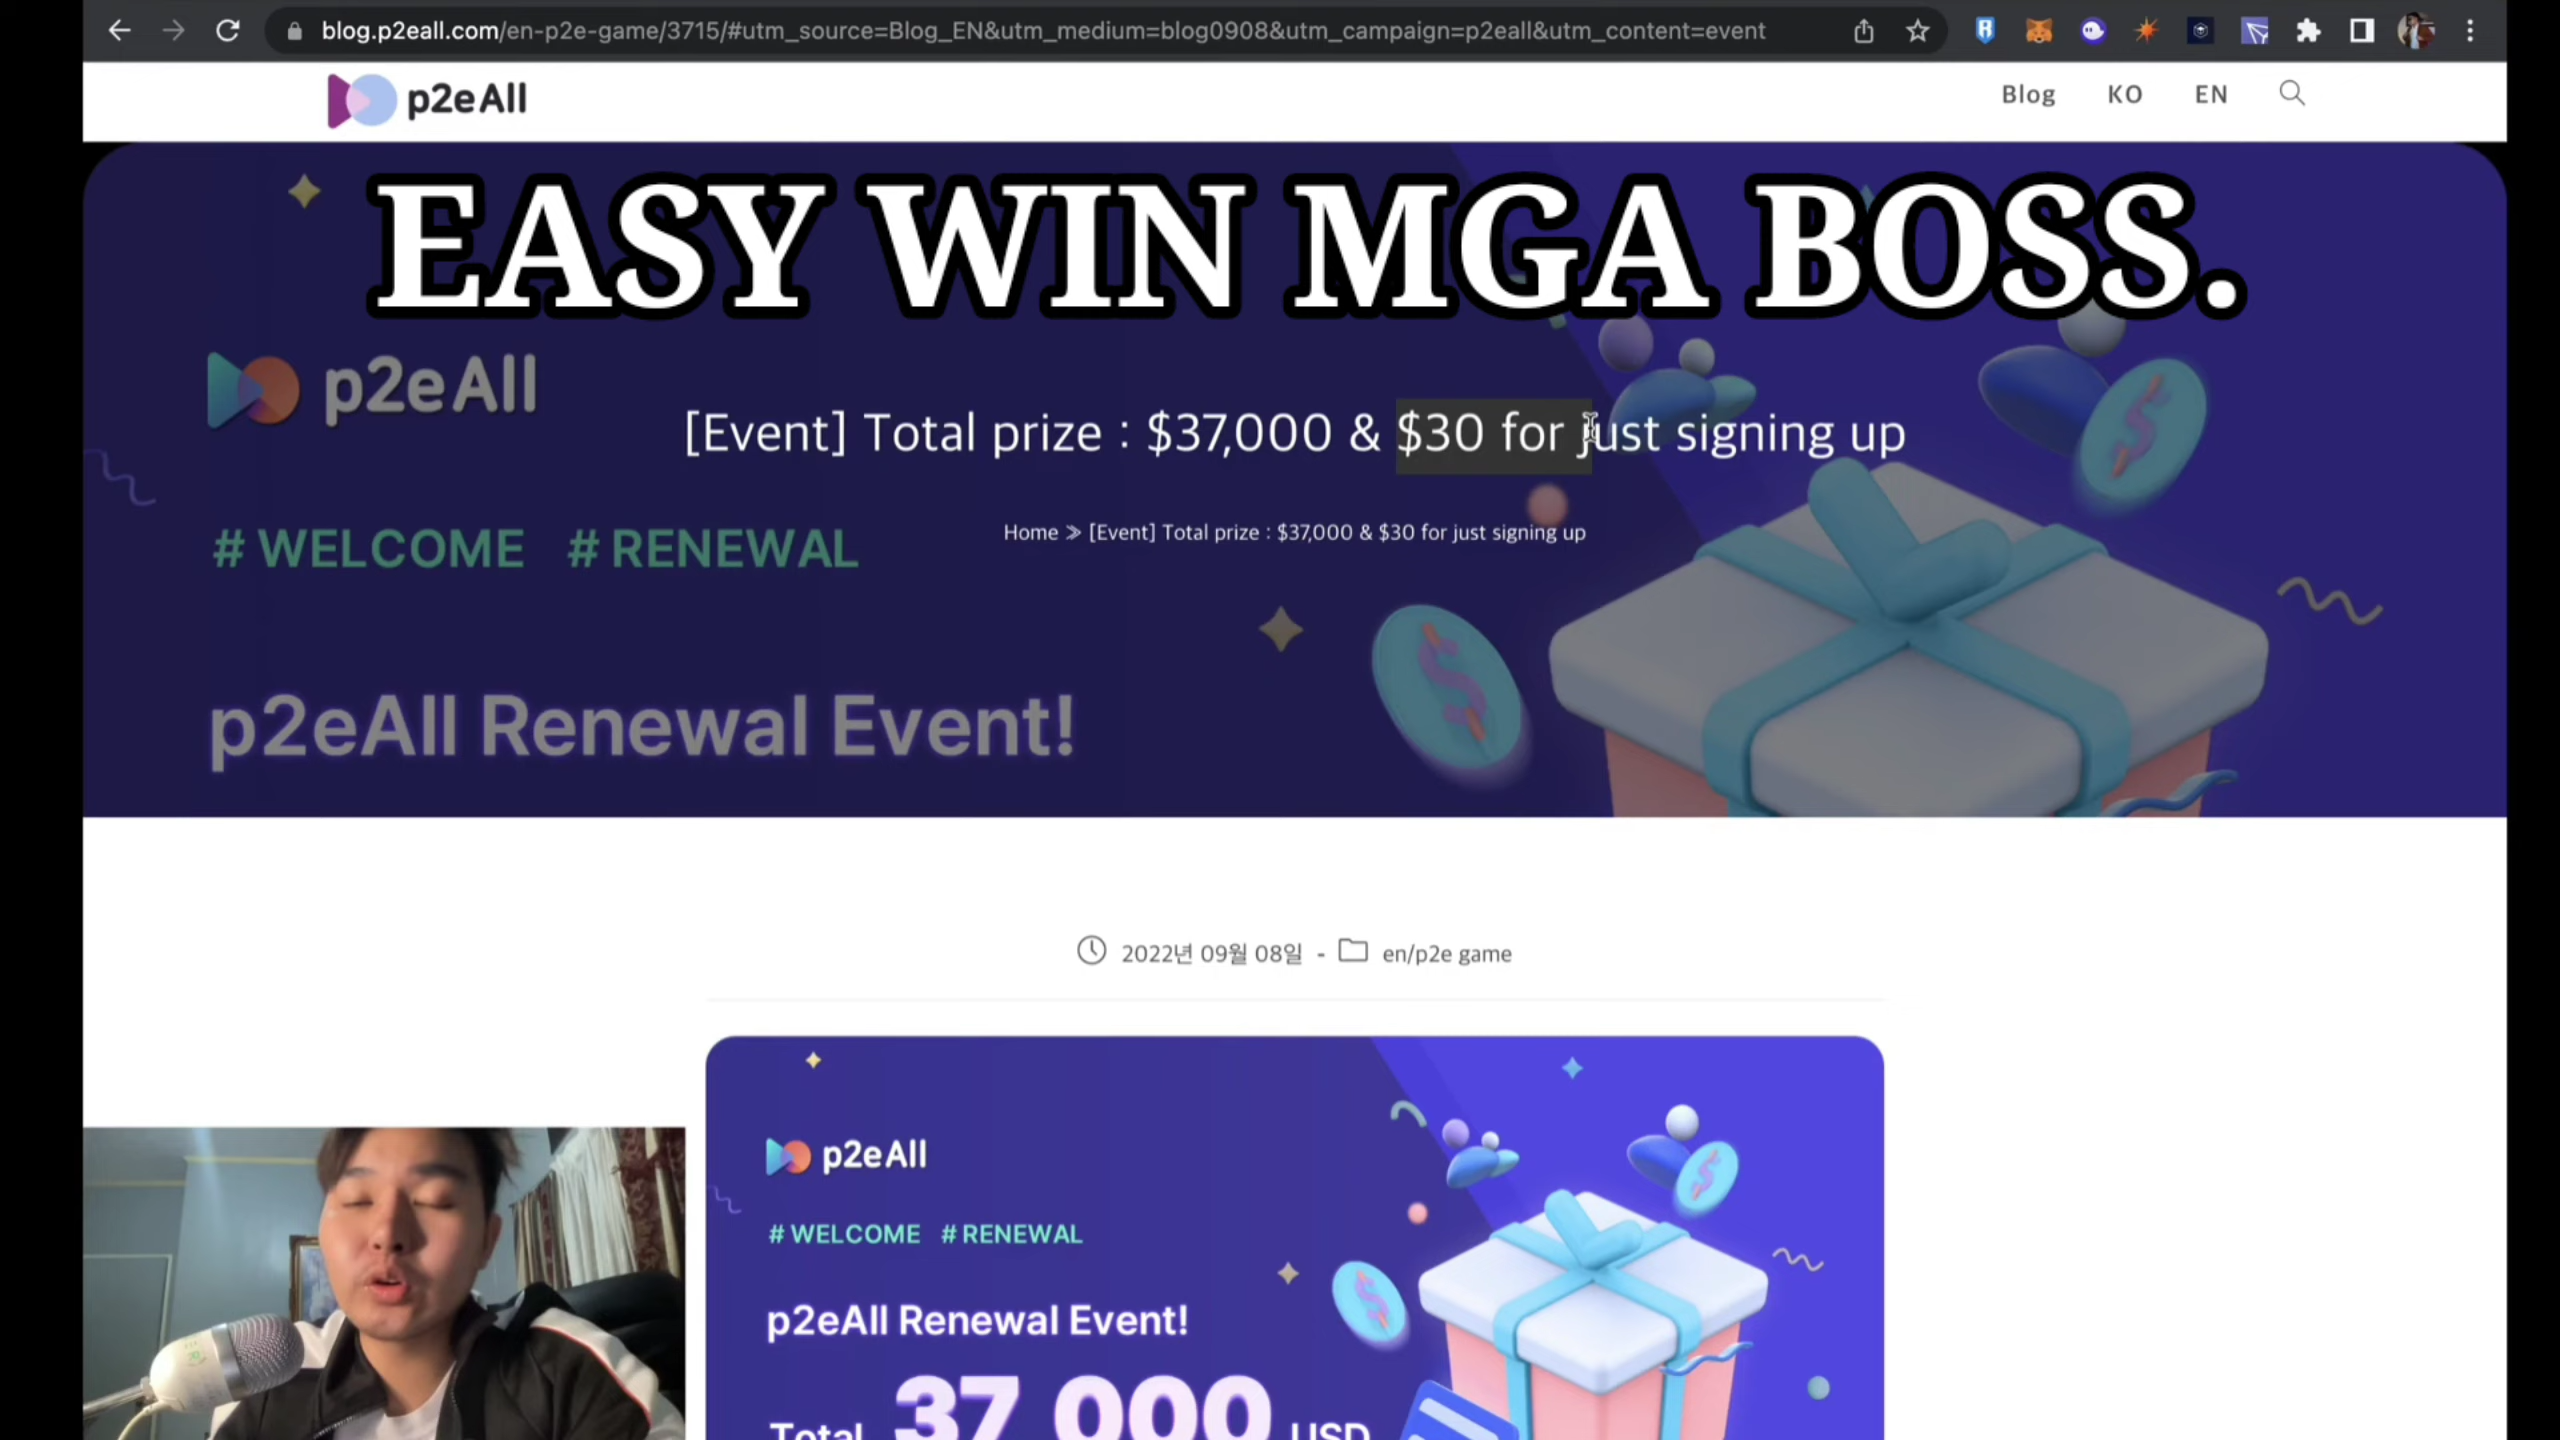 blog.p2eall.com/en-p2e-game/3715/#utm_source=Blog_EN&utm_medium=blog0908&utm_campaign=p2eall&utm_content=event
p2eAll
Blog KO EN
EASY WIN MGA BOSS.
p2eAll
[Event] Total prize : $37,000 & $30 for just signing up
Home ≫ [Event] Total prize : $37,000 & $30 for just signing up
# WELCOME # RENEWAL
p2eAll Renewal Event!
2022년 09월 08일 - en/p2e game
p2eAll
# WELCOME # RENEWAL
p2eAll Renewal Event!
Total 37,000 USD